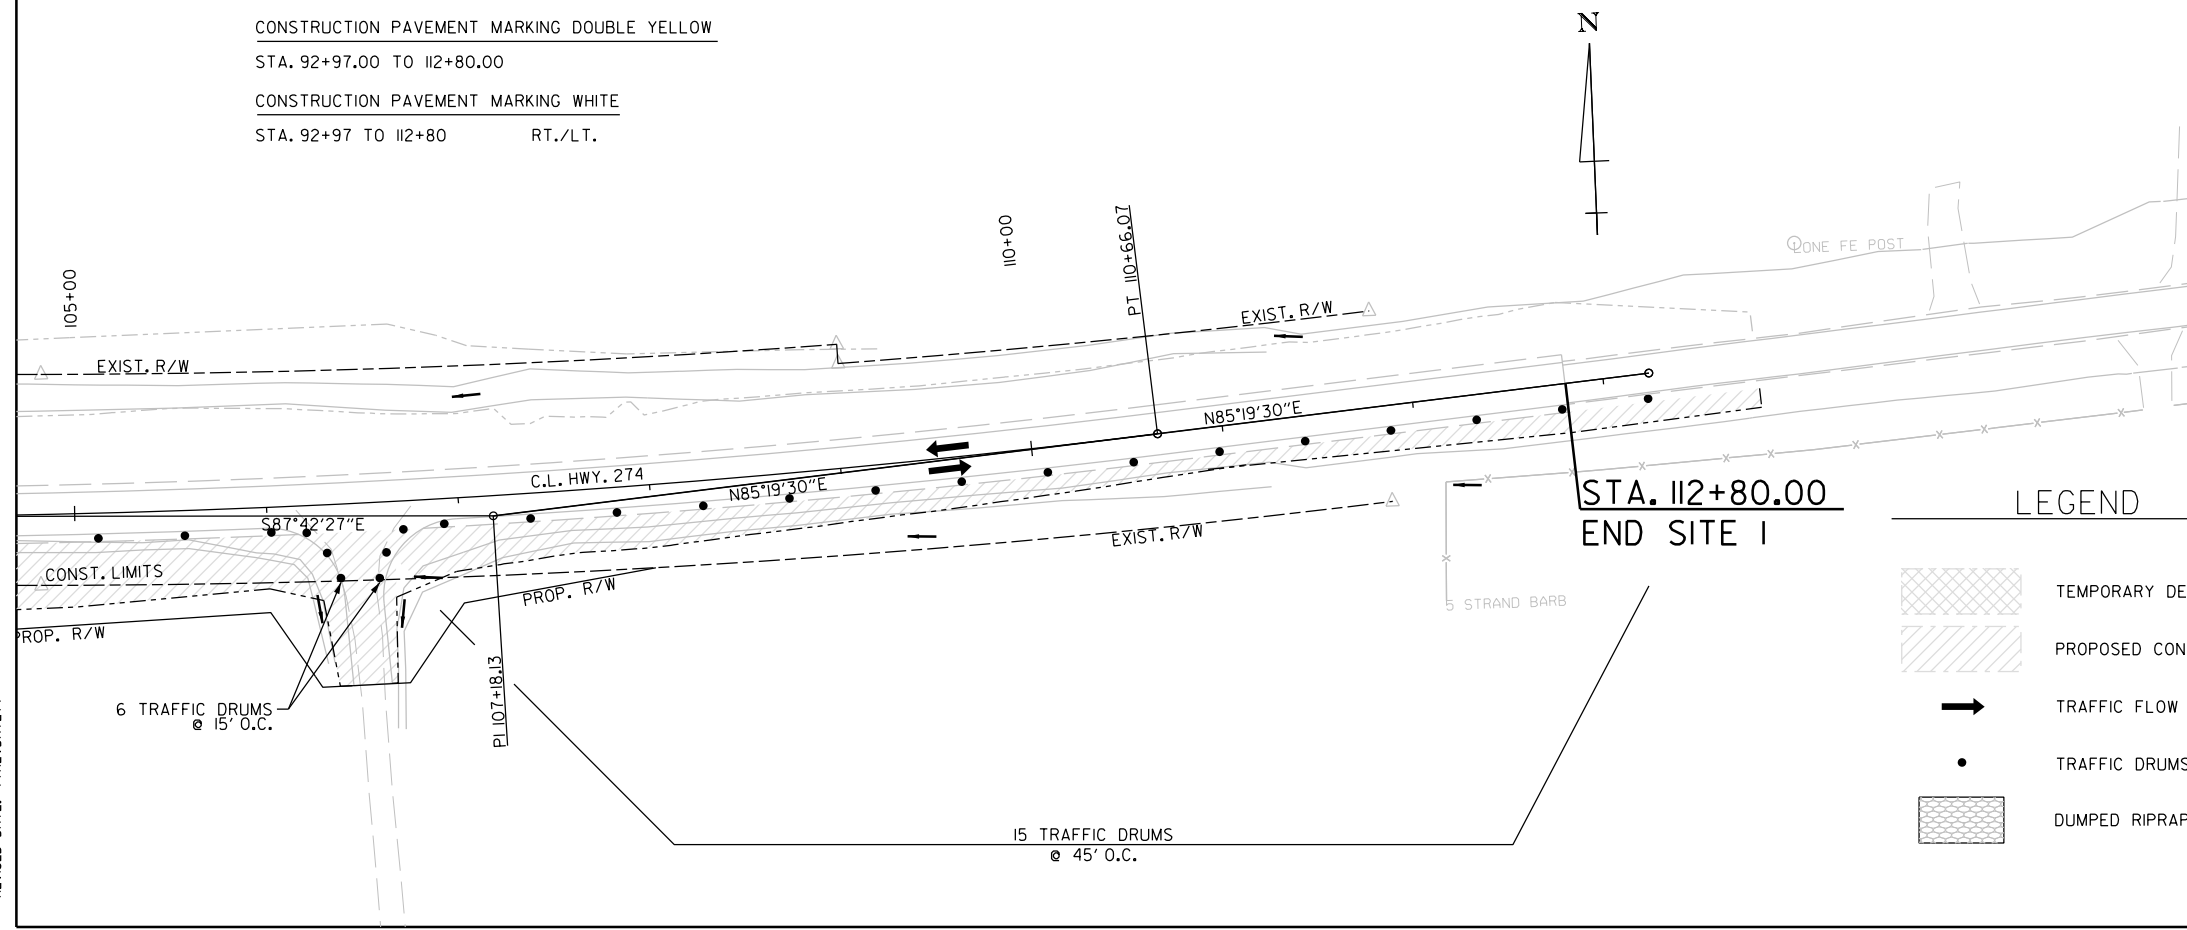 CONSTRUCTION PAVEMENT MARKING DOUBLE YELLOW
STA. 92+97.00 TO 112+80.00
CONSTRUCTION PAVEMENT MARKING WHITE
STA. 92+97 TO 112+80 RT./LT.
N
105+00
110+00
PT 110+66.07
ONE FE POST
EXIST. R/W
EXIST. R/W
N85°19'30"E
C.L. HWY. 274
N85°19'30"E
S87°42'27"E
STA. 112+80.00
END SITE 1
LEGEND
EXIST. R/W
CONST. LIMITS
PROP. R/W
5 STRAND BARB
PROP. R/W
TEMPORARY DE
PROPOSED CON
PI 107+18.13
6 TRAFFIC DRUMS
@ 15' O.C.
TRAFFIC FLOW
TRAFFIC DRUMS
15 TRAFFIC DRUMS
@ 45' O.C.
DUMPED RIPRAP